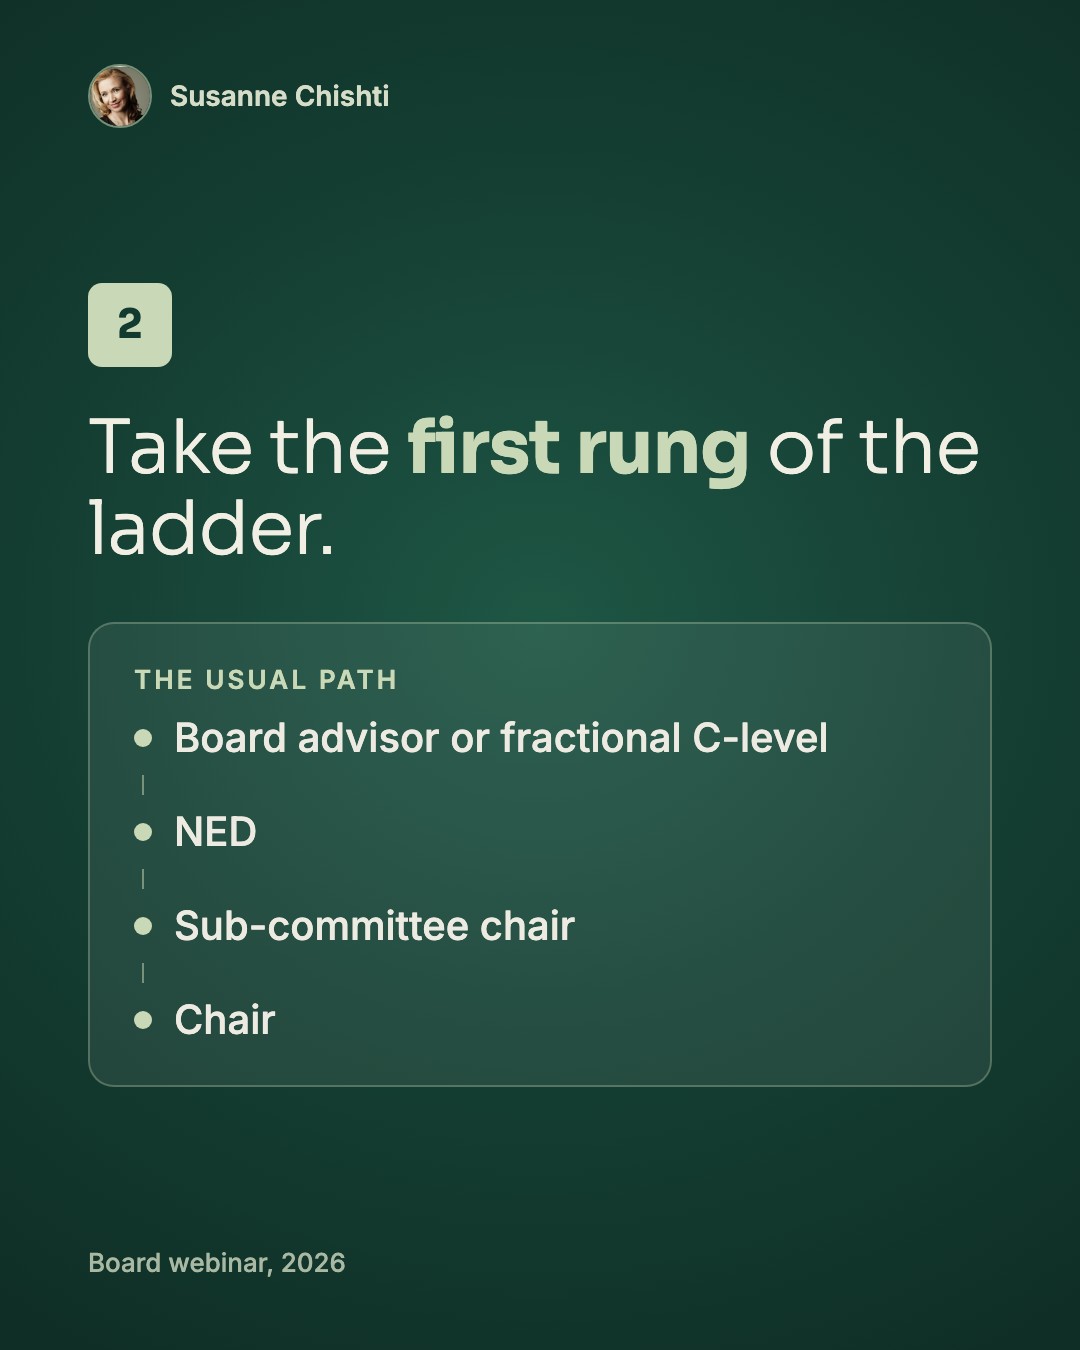 Susanne Chishti
2
Take the first rung of the
ladder.
THE USUAL PATH
Board advisor or fractional C-level
NED
Sub-committee chair
Chair
Board webinar, 2026